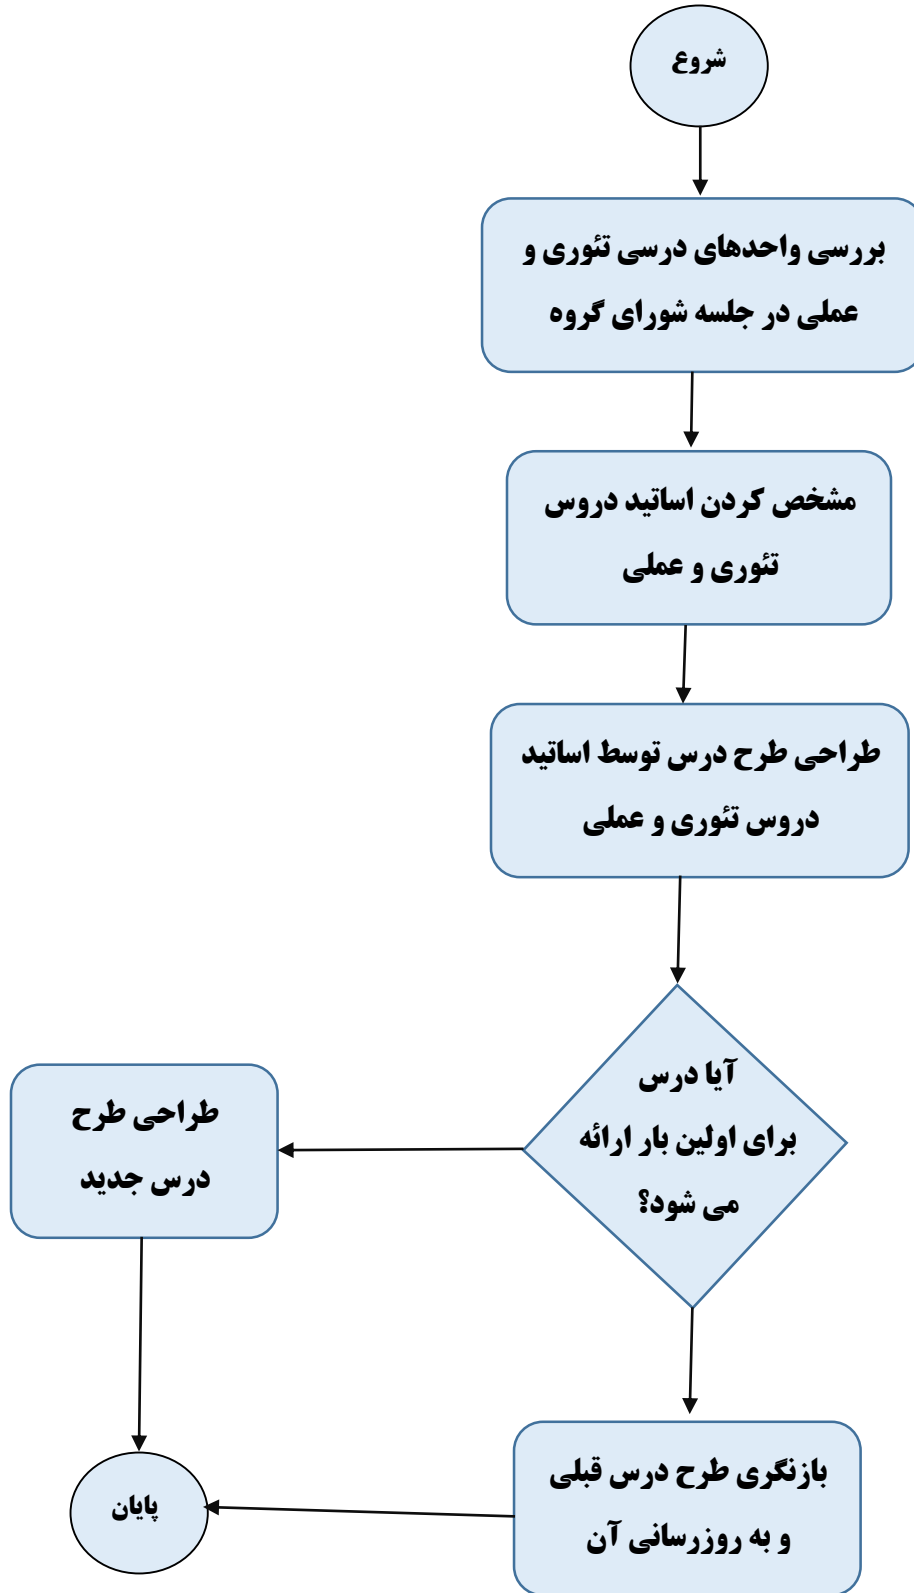 شروع
بررسی واحدهای درسی تئوری و
عملی در جلسه شورای گروه
مشخص کردن اساتید دروس
تئوری و عملی
طراحی طرح درس توسط اساتید
دروس تئوری و عملی
آیا درس
برای اولین بار ارائه
می شود؟
طراحی طرح
درس جدید
بازنگری طرح درس قبلی
و به روزرسانی آن
پایان